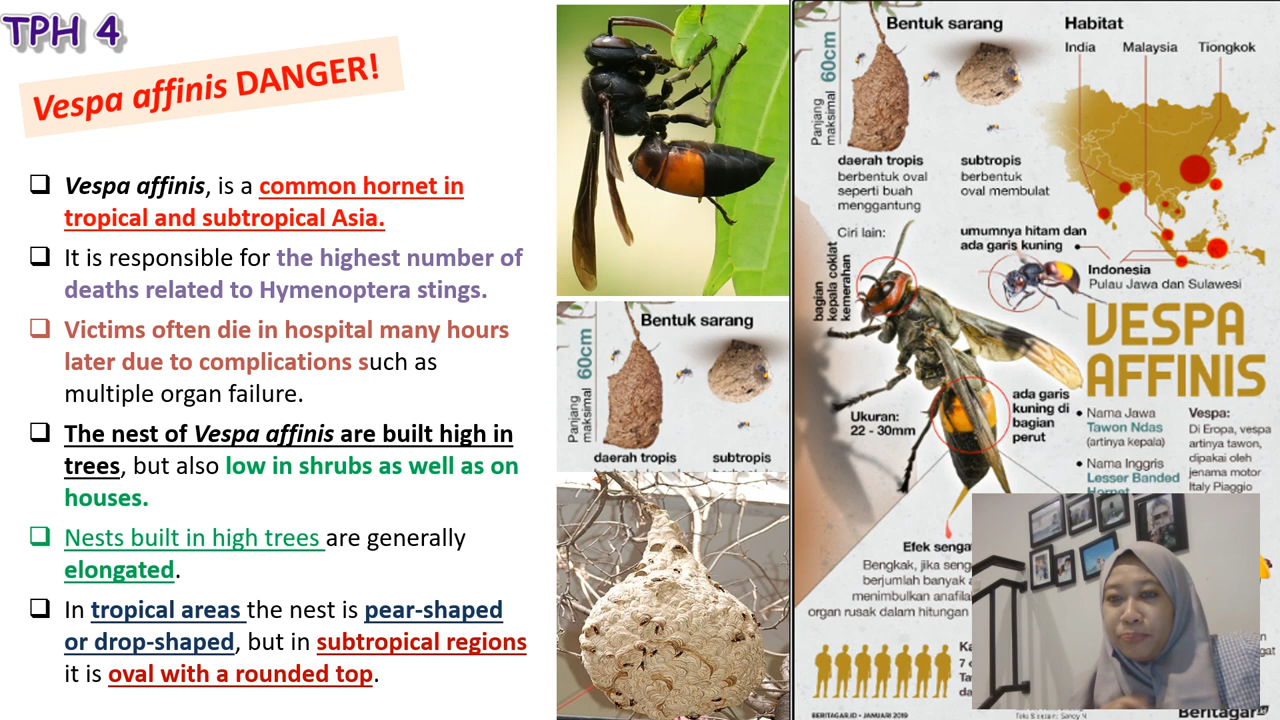 TPH 4
Vespa affinis DANGER!
Vespa affinis, is a common hornet in
tropical and subtropical Asia.
It is responsible for the highest number of
deaths related to Hymenoptera stings.
Victims often die in hospital many hours
later due to complications such as
multiple organ failure.
The nest of Vespa affinis are built high in
trees, but also low in shrubs as well as on
houses.
Nests built in high trees are generally
elongated.
In tropical areas the nest is pear-shaped
or drop-shaped, but in subtropical regions
it is oval with a rounded top.
Bentuk sarang
Panjang
maksimal 60cm
daerah tropis
subtropis
Bentuk sarang
Panjang
maksimal 60cm
daerah tropis
berbentuk oval
seperti buah
menggantung
subtropis
berbentuk
oval membulat
Habitat
India
Malaysia
Tiongkok
Indonesia
Pulau Jawa dan Sulawesi
Ciri lain:
umumnya hitam dan
ada garis kuning
bagian
kepala coklat
kemerahan
VESPA
AFFINIS
Ukuran:
22 - 30mm
ada garis
kuning di
bagian
perut
Nama Jawa
Tawon Ndas
(artinya kepala)
Nama Inggris
Lesser Banded
Hornet
Vespa:
Di Eropa, vespa
artinya tawon,
dipakai oleh
jenama motor
Italy Piaggio
Efek senga
Bengkak, jika seng
berjumlah banyak
menimbulkan anafila
organ rusak dalam hitungan
Ka
7
Ta
da
BERITAGAR.ID • JANUARI 2019
Beritagar